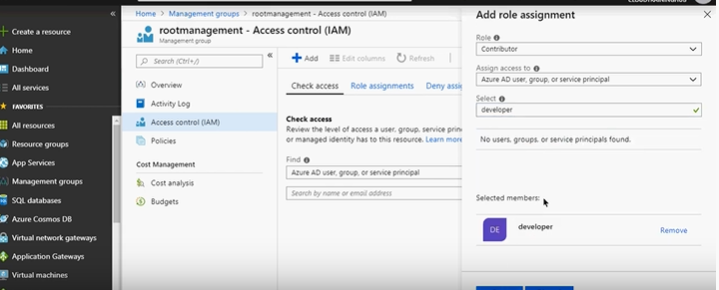 Create a resource
Home
Dashboard
All services
FAVORITES
All resources
Resource groups
App Services
Management groups
SQL databases
Azure Cosmos DB
Virtual network gateways
Application Gateways
Virtual machines
Home > Management groups > rootmanagement - Access control (IAM)
rootmanagement - Access control (IAM)
Management group
Search (Ctrl+/)
Overview
Activity Log
Access control (IAM)
Policies
Cost Management
Cost analysis
Budgets
Add Edit columns Refresh
Check access Role assignments Deny assi
Check access
Review the level of access a user, group, service prin
or managed identity has to this resource. Learn more
Find
Azure AD user, group, or service principal
Search by name or email address
Add role assignment
Role
Contributor
Assign access to
Azure AD user, group, or service principal
Select
developer
No users, groups, or service principals found.
Selected members:
DE
developer
Remove